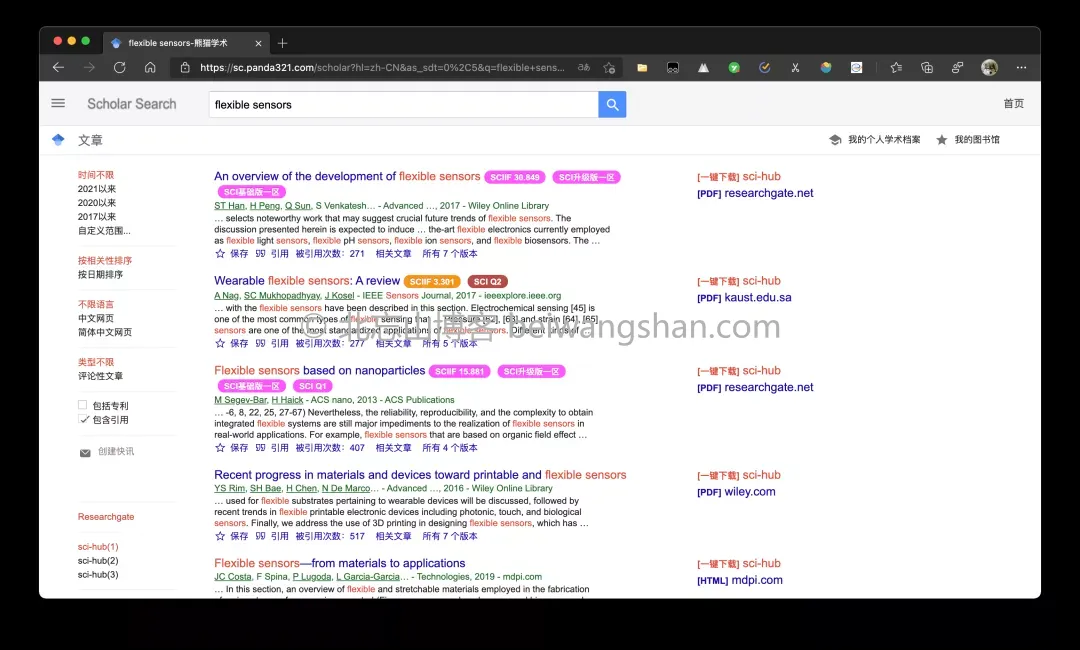 flexible sensors-熊猫学术
https://sc.panda321.com/scholar?hl=zh-CN&as_sdt=0%2C5&q=flexible+sens...
Scholar Search
flexible sensors
首页
文章
我的个人学术档案
我的图书馆
时间不限
2021以来
2020以来
2017以来
自定义范围...
按相关性排序
按日期排序
不限语言
中文网页
简体中文网页
类型不限
评论性文章
包括专利
包含引用
创建快讯
Researchgate
sci-hub(1)
sci-hub(2)
sci-hub(3)
An overview of the development of flexible sensors SCIIF 30.849 SCI升级版一区
SCI基础版一区
ST Han, H Peng, Q Sun, S Venkatesh… - Advanced …, 2017 - Wiley Online Library
… selects noteworthy work that may suggest crucial future trends of flexible sensors. The
discussion presented herein is expected to induce … the-art flexible electronics currently employed
as flexible light sensors, flexible pH sensors, flexible ion sensors, and flexible biosensors. The …
保存 引用 被引用次数：271 相关文章 所有 7 个版本
[一键下载] sci-hub
[PDF] researchgate.net
Wearable flexible sensors: A review SCIIF 3.301 SCI Q2
A Nag, SC Mukhopadhyay, J Kosel - IEEE Sensors Journal, 2017 - ieeexplore.ieee.org
… with the flexible sensors have been described in this section. Electrochemical sensing [45] is
one of the most common types of flexible sensing that … pressure [62], [63] and strain [64], [65]
sensors are one of the most standardized applications of flexible sensors. Different kinds of …
保存 引用 被引用次数：277 相关文章 所有 5 个版本
[一键下载] sci-hub
[PDF] kaust.edu.sa
© 北忘山博客 beiwangshan.com
Flexible sensors based on nanoparticles SCIIF 15.881 SCI升级版一区
SCI基础版一区 SCI Q1
M Segev-Bar, H Haick - ACS nano, 2013 - ACS Publications
… -6, 8, 22, 25, 27-67) Nevertheless, the reliability, reproducibility, and the complexity to obtain
integrated flexible systems are still major impediments to the realization of flexible sensors in
real-world applications. For example, flexible sensors that are based on organic field effect …
保存 引用 被引用次数：407 相关文章 所有 4 个版本
[一键下载] sci-hub
[PDF] researchgate.net
Recent progress in materials and devices toward printable and flexible sensors
YS Rim, SH Bae, H Chen, N De Marco… - Advanced …, 2016 - Wiley Online Library
… used for flexible substrates pertaining to wearable devices will be discussed, followed by
recent trends in flexible printable electronic devices including photonic, touch, and biological
sensors. Finally, we address the use of 3D printing in designing flexible sensors, which has …
保存 引用 被引用次数：517 相关文章 所有 7 个版本
[一键下载] sci-hub
[PDF] wiley.com
Flexible sensors—from materials to applications
JC Costa, F Spina, P Lugoda, L Garcia-Garcia… - Technologies, 2019 - mdpi.com
… In this section, an overview of flexible and stretchable materials employed in the fabrication
[一键下载] sci-hub
[HTML] mdpi.com